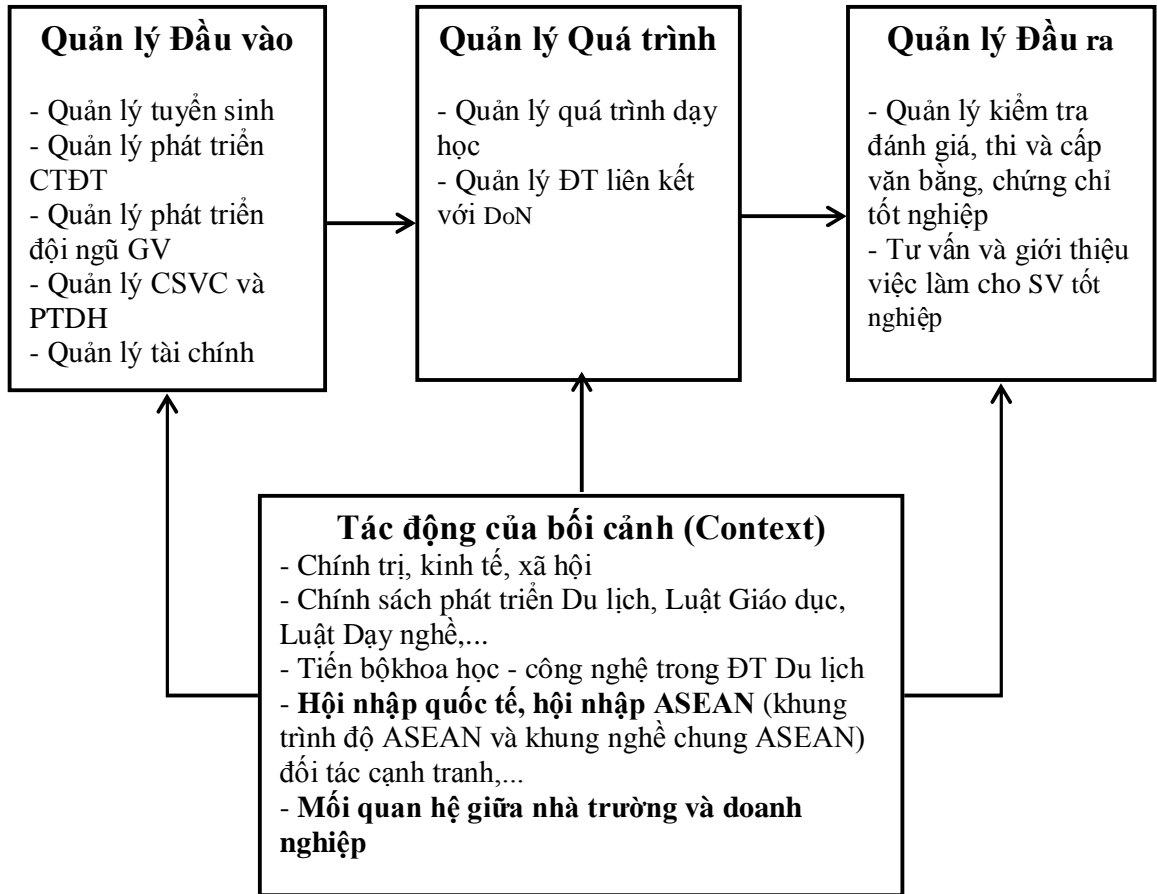 Quản lý Đầu vào
- Quản lý tuyển sinh
- Quản lý phát triển
CTĐT
- Quản lý phát triển
đội ngũ GV
- Quản lý CSVC và
PTDH
- Quản lý tài chính
Quản lý Quá trình
- Quản lý quá trình dạy
học
- Quản lý ĐT liên kết
với DoN
Quản lý Đầu ra
- Quản lý kiểm tra
đánh giá, thi và cấp
văn bằng, chứng chỉ
tốt nghiệp
- Tư vấn và giới thiệu
việc làm cho SV tốt
nghiệp
Tác động của bối cảnh (Context)
- Chính trị, kinh tế, xã hội
- Chính sách phát triển Du lịch, Luật Giáo dục,
Luật Dạy nghề,...
- Tiến bộkhoa học - công nghệ trong ĐT Du lịch
- Hội nhập quốc tế, hội nhập ASEAN (khung
trình độ ASEAN và khung nghề chung ASEAN)
đối tác cạnh tranh,...
- Mối quan hệ giữa nhà trường và doanh
nghiệp